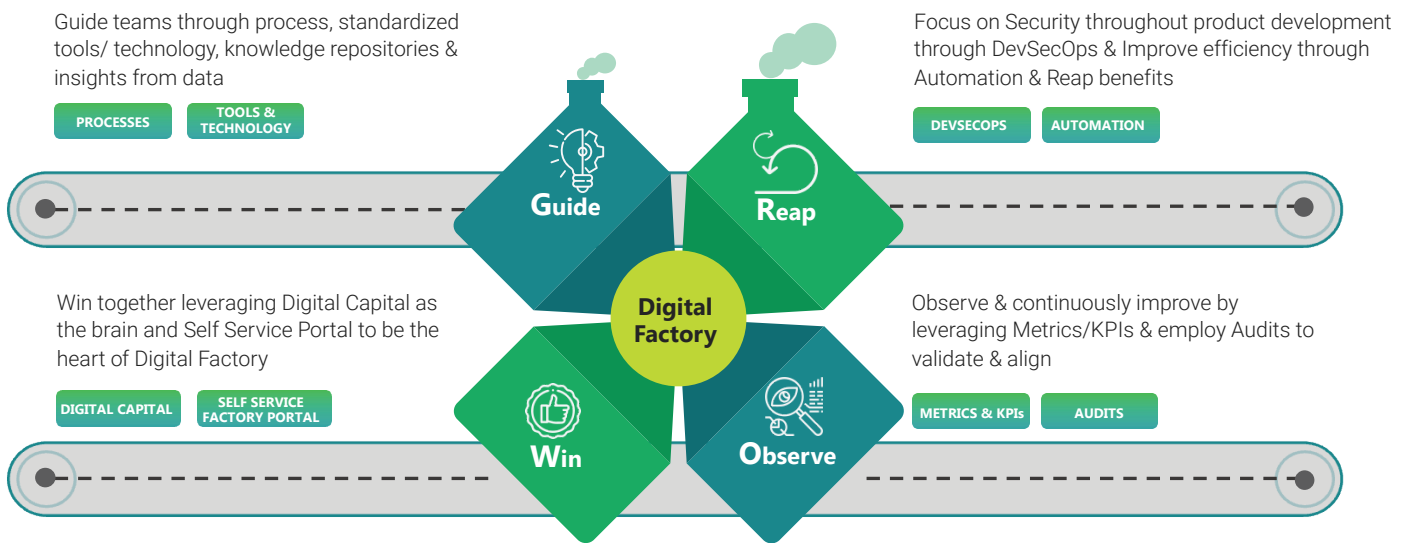 Guide teams through process, standardized
tools/ technology, knowledge repositories &
insights from data
PROCESSES
TOOLS &
TECHNOLOGY
Guide
Reap
Focus on Security throughout product development
through DevSecOps & Improve efficiency through
Automation & Reap benefits
DEVSECOPS
AUTOMATION
Digital
Factory
Win together leveraging Digital Capital as
the brain and Self Service Portal to be the
heart of Digital Factory
DIGITAL CAPITAL
SELF SERVICE
FACTORY PORTAL
Win
Observe
Observe & continuously improve by
leveraging Metrics/KPIs & employ Audits to
validate & align
METRICS & KPIs
AUDITS